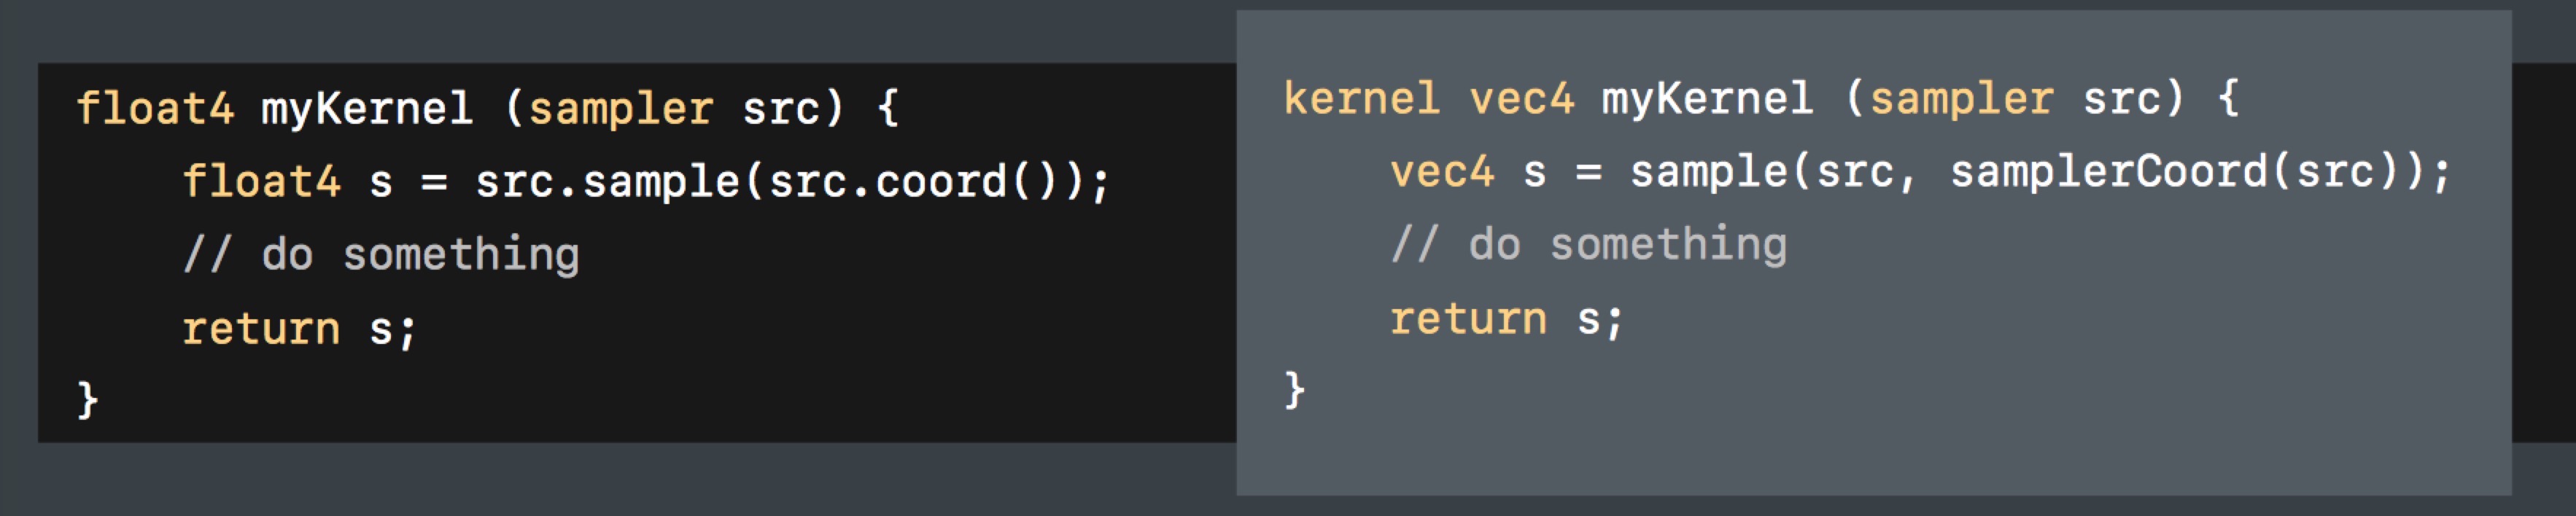 float4 myKernel (sampler src) {
    float4 s = src.sample(src.coord());
    // do something
    return s;
}
kernel vec4 myKernel (sampler src) {
    vec4 s = sample(src, samplerCoord(src));
    // do something
    return s;
}